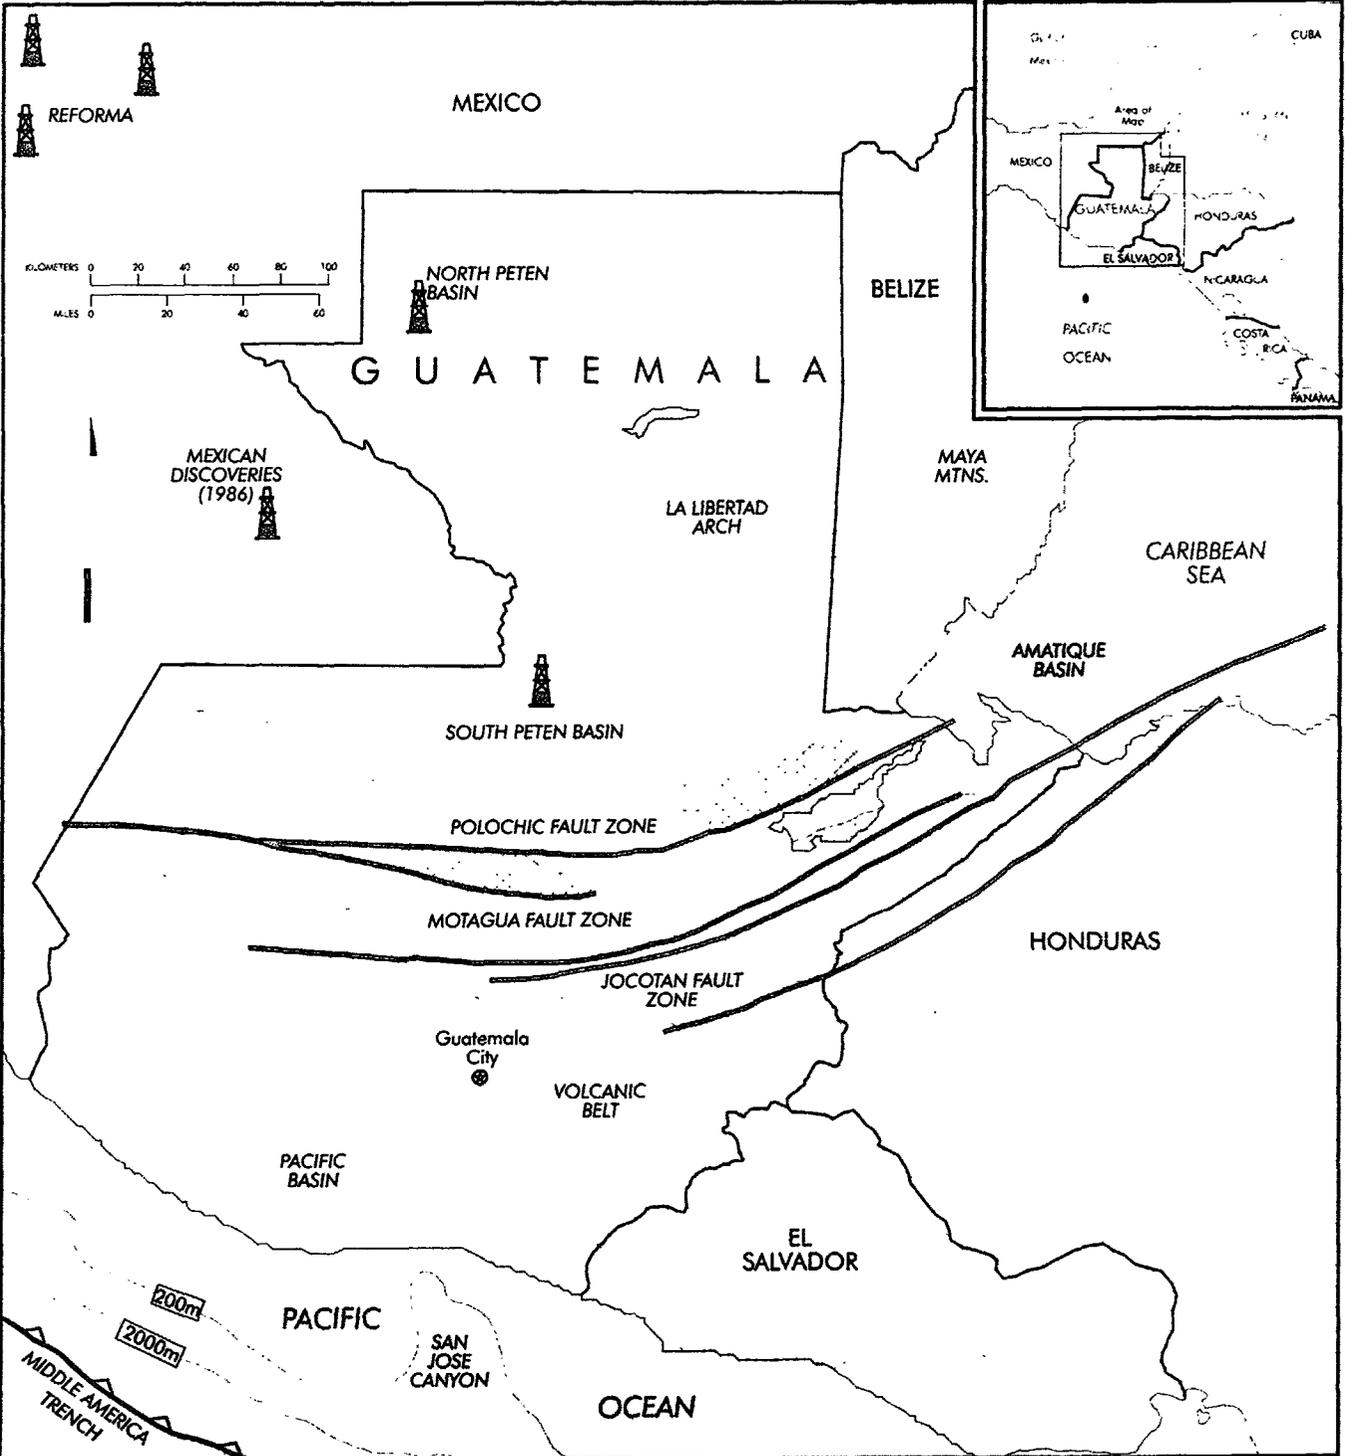 REFORMA
MEXICO
KILOMETERS 0 20 40 60 80 100
MILES 0 20 40 60
NORTH PETEN
BASIN
GUATEMALA
BELIZE
MEXICAN
DISCOVERIES
(1986)
LA LIBERTAD
ARCH
MAYA
MTNS.
CARIBBEAN
SEA
AMATIQUE
BASIN
SOUTH PETEN BASIN
POLOCHIC FAULT ZONE
MOTAGUA FAULT ZONE
JOCOTAN FAULT
ZONE
HONDURAS
Guatemala
City
VOLCANIC
BELT
PACIFIC
BASIN
EL
SALVADOR
200m
2000m
PACIFIC
OCEAN
SAN
JOSE
CANYON
MIDDLE AMERICA
TRENCH
CUBA
Area of
Map
MEXICO
BELIZE
GUATEMALA
HONDURAS
EL SALVADOR
NICARAGUA
PACIFIC
OCEAN
COSTA
RICA
PANAMA